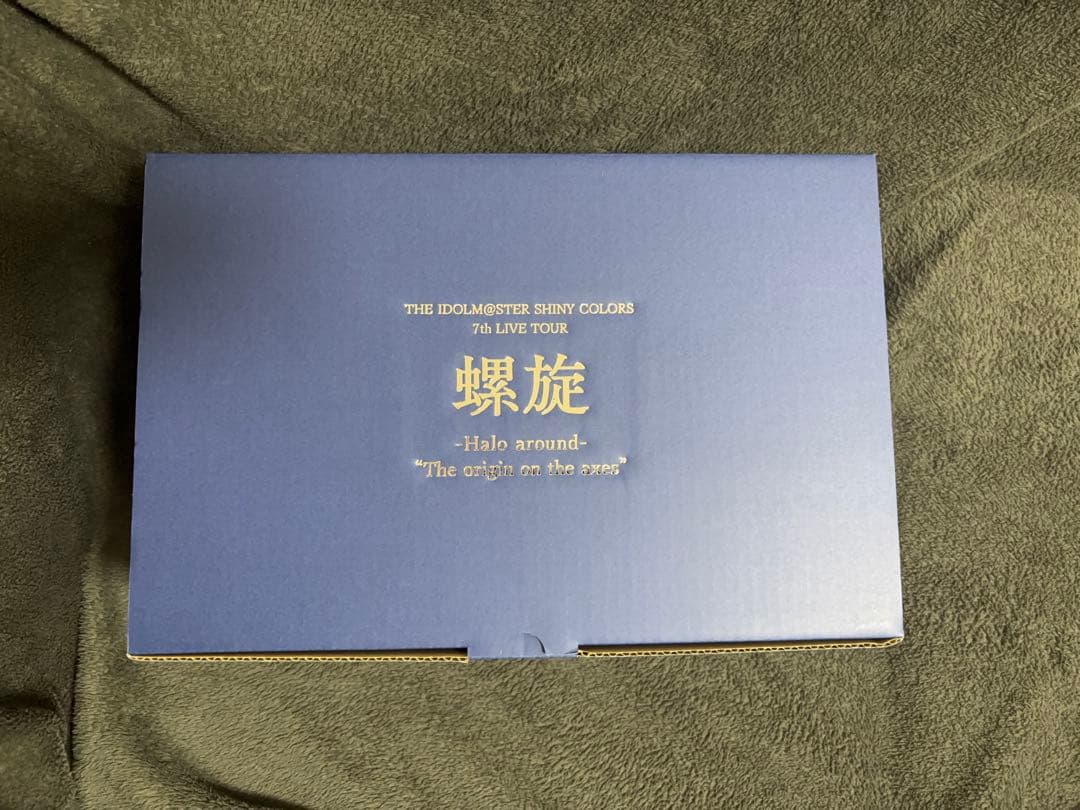 THE IDOLM@STER SHINY COLORS
7th LIVE TOUR
螺旋
-Halo around-
“The origin on the axes”